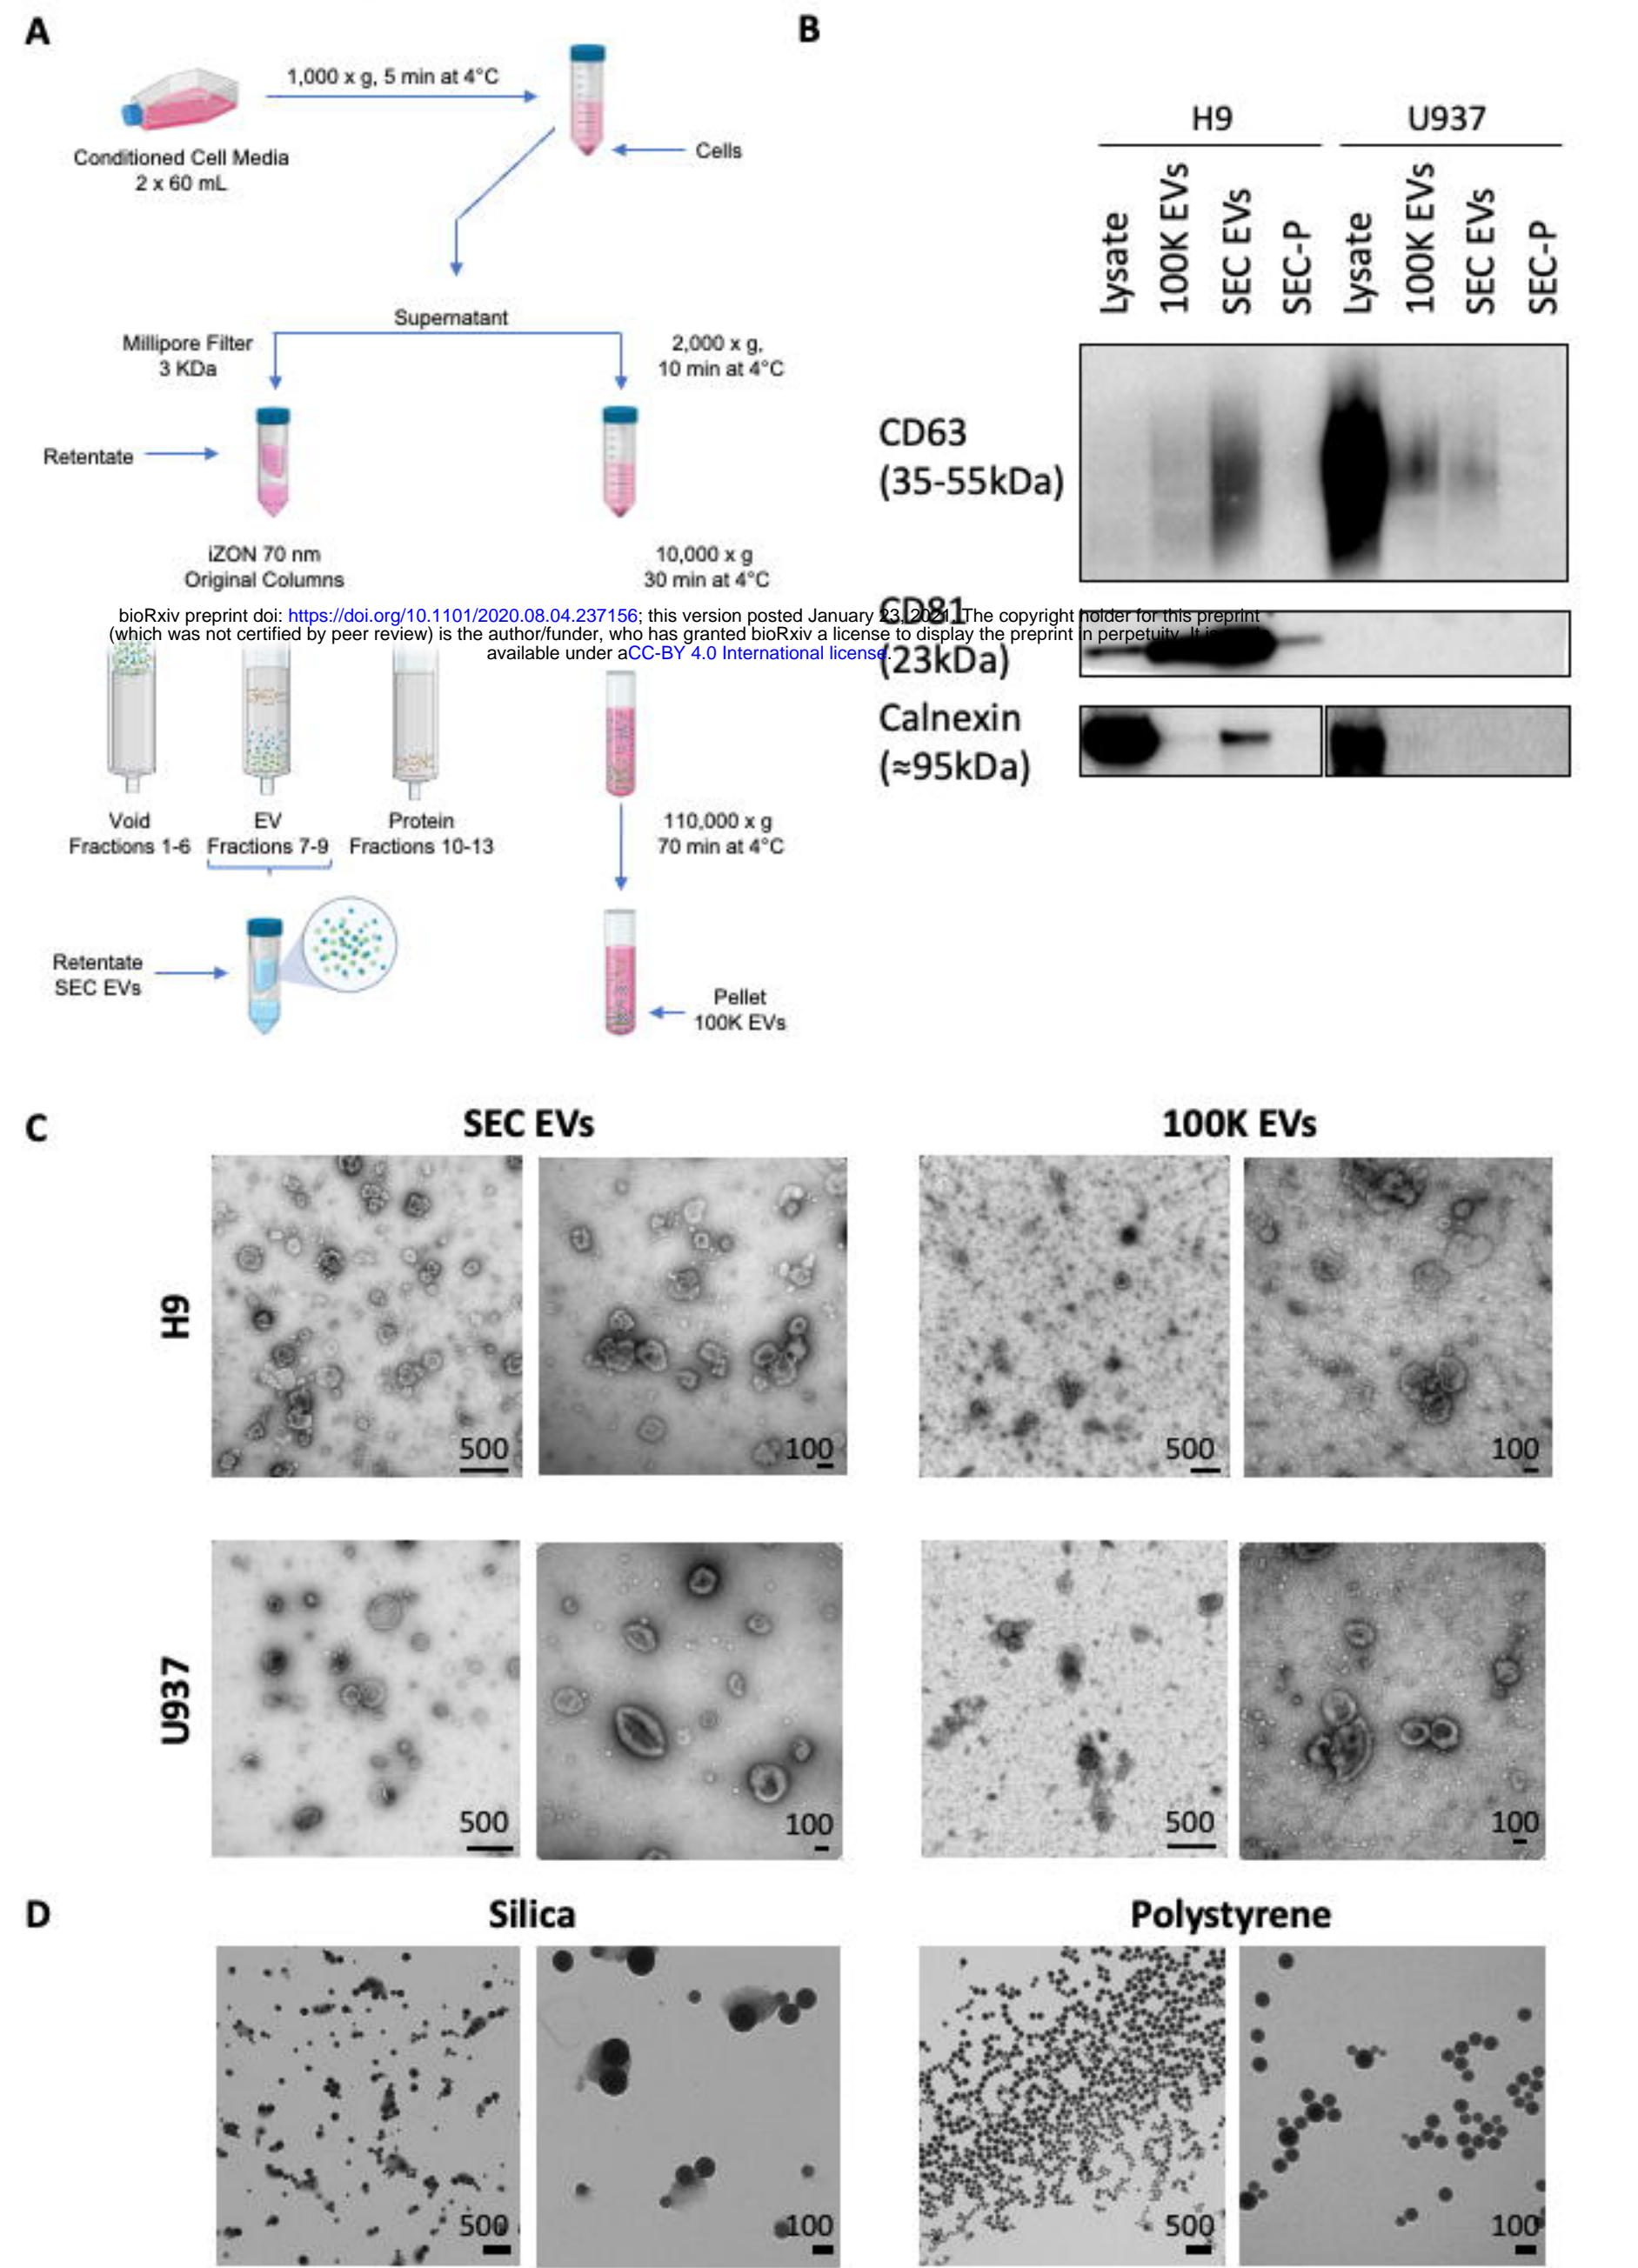 A
1,000 x g, 5 min at 4°C
Conditioned Cell Media
2 x 60 mL
Cells
Supernatant
Millipore Filter
3 KDa
2,000 x g,
10 min at 4°C
Retentate
iZON 70 nm
Original Columns
10,000 x g
30 min at 4°C
bioRxiv preprint doi: https://doi.org/10.1101/2020.08.04.237156; this version posted January 23, 2021. The copyright holder for this preprint
(which was not certified by peer review) is the author/funder, who has granted bioRxiv a license to display the preprint in perpetuity. It is
available under aCC-BY 4.0 International license.
Void
Fractions 1-6
EV
Fractions 7-9
Protein
Fractions 10-13
110,000 x g
70 min at 4°C
Retentate
SEC EVs
Pellet
100K EVs
B
H9
U937
Lysate
100K EVs
SEC EVs
SEC-P
Lysate
100K EVs
SEC EVs
SEC-P
CD63
(35-55kDa)
CD81
(23kDa)
Calnexin
(≈95kDa)
C
SEC EVs
100K EVs
H9
500
100
500
100
U937
500
100
500
100
D
Silica
Polystyrene
500
100
500
100